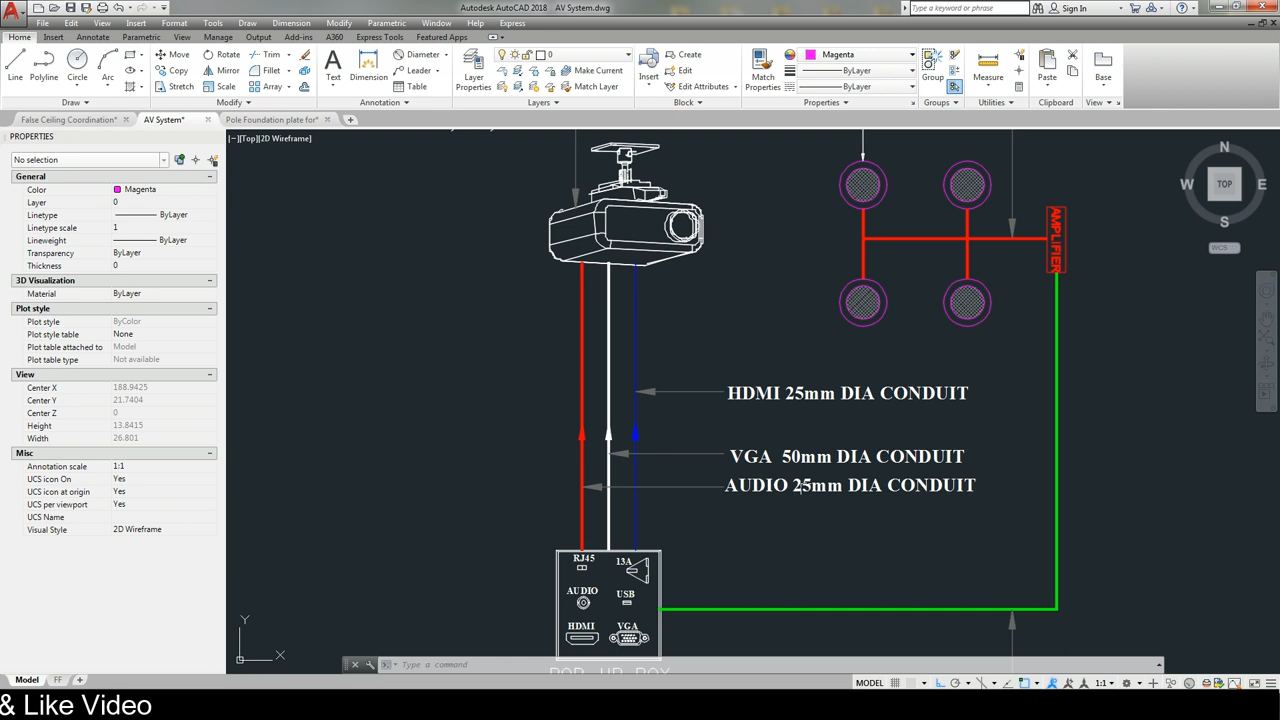 Autodesk AutoCAD 2018 AV System.dwg
Type a keyword or phrase
Sign In
File Edit View Insert Format Tools Draw Dimension Modify Parametric Window Help Express
Home Insert Annotate Parametric View Manage Output Add-ins A360 Express Tools Featured Apps
Line Polyline Circle Arc
Move Rotate Trim
Copy Mirror Fillet
Stretch Scale Array
Text Dimension
Diameter
Leader
Table
Layer Properties
0
Make Current
Match Layer
Insert
Create
Edit
Edit Attributes
Match Properties
Magenta
ByLayer
ByLayer
Group Measure Paste Base
Draw Modify Annotation Layers Block Properties Groups Utilities Clipboard View
False Ceiling Coordination* AV System* Pole Foundation plate for*
PROPERTIES
No selection
General
Color Magenta
Layer 0
Linetype ByLayer
Linetype scale 1
Lineweight ByLayer
Transparency ByLayer
Thickness 0
3D Visualization
Material ByLayer
Plot style
Plot style ByColor
Plot style table None
Plot table attached to Model
Plot table type Not available
View
Center X 188.9425
Center Y 21.7404
Center Z 0
Height 13.8415
Width 26.801
Misc
Annotation scale 1:1
UCS icon On Yes
UCS icon at origin Yes
UCS per viewport Yes
UCS Name
Visual Style 2D Wireframe
[−][Top][2D Wireframe]
N
W TOP E
S
WCS
AMPLIFIER
HDMI 25mm DIA CONDUIT
VGA 50mm DIA CONDUIT
AUDIO 25mm DIA CONDUIT
RJ45 13A
AUDIO USB
HDMI VGA
POP UP BOX
Y
X
Type a command
Model FF
MODEL 1:1
& Like Video